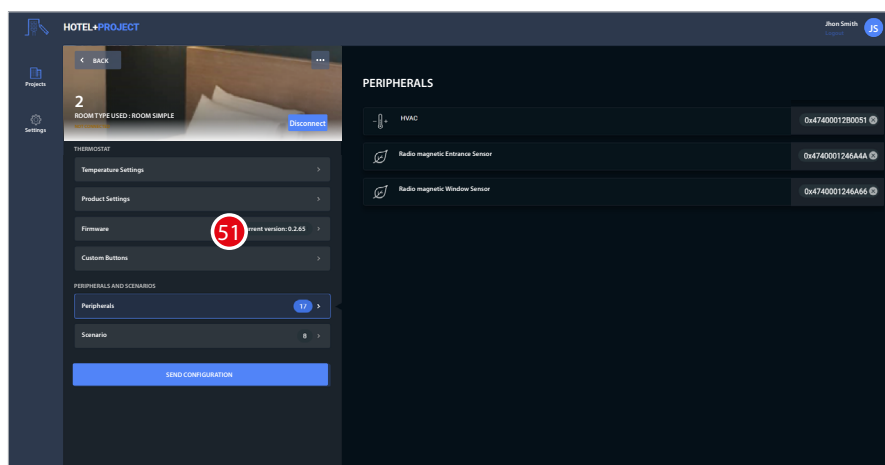 HOTEL+PROJECT
Jhon Smith
Logout
JS
Projects
Settings
BACK
2
ROOM TYPE USED : ROOM SIMPLE
Disconnect
THERMOSTAT
Temperature Settings
Product Settings
Firmware
51
rrent version: 0.2.65
Custom Buttons
PERIPHERALS AND SCENARIOS
Peripherals
17
Scenario
8
SEND CONFIGURATION
PERIPHERALS
HVAC
0x47400012B0051
Radio magnetic Entrance Sensor
0x4740001246A4A
Radio magnetic Window Sensor
0x4740001246A66